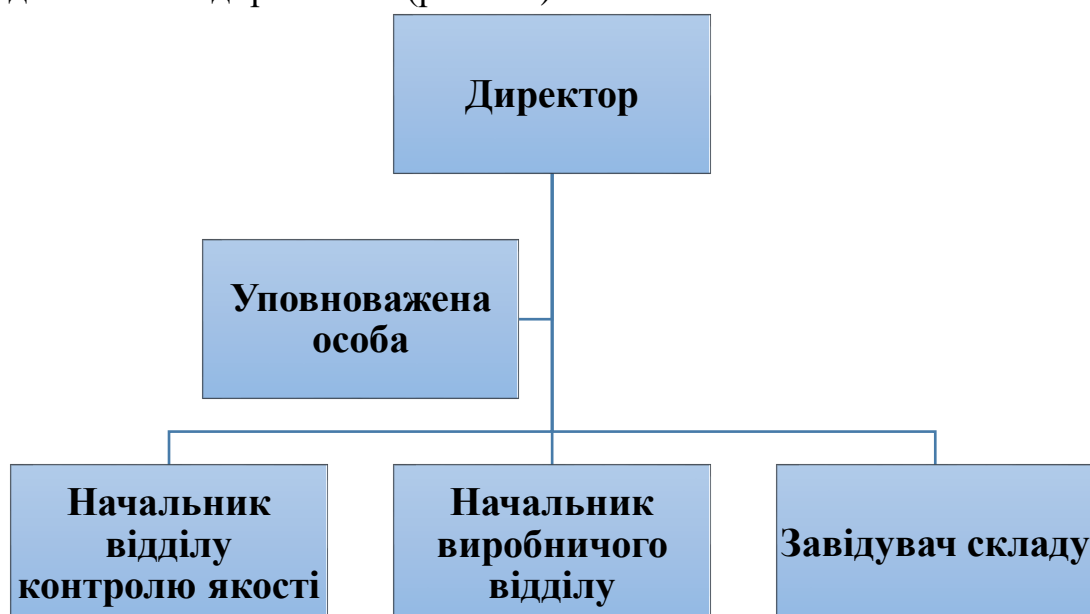 Директор
Уповноважена
особа
Начальник
відділу
контролю якості
Начальник
виробничого
відділу
Завідувач складу